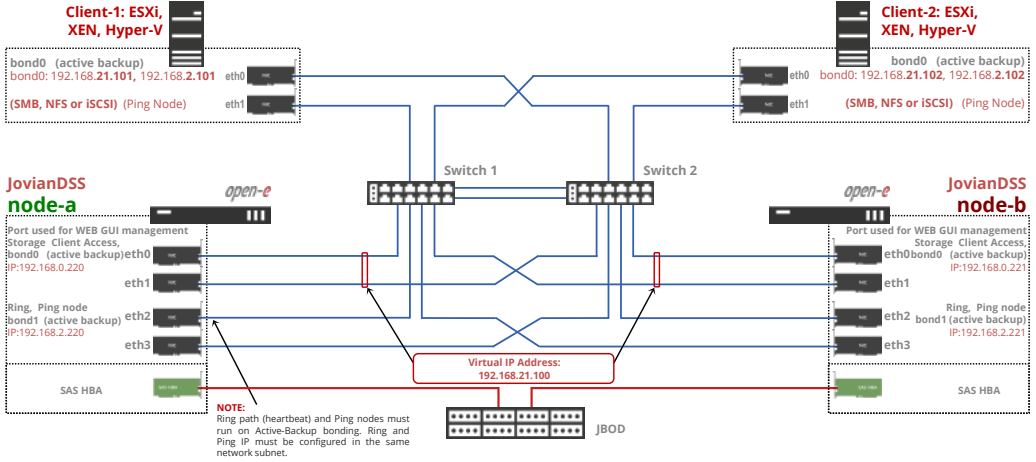 Client-1: ESXi,
XEN, Hyper-V
bond0 (active backup)
bond0: 192.168.21.101, 192.168.2.101
eth0
(SMB, NFS or iSCSI) (Ping Node)
eth1
Client-2: ESXi,
XEN, Hyper-V
bond0 (active backup)
eth0
bond0: 192.168.21.102, 192.168.2.102
eth1
(SMB, NFS or iSCSI) (Ping Node)
Switch 1
Switch 2
JovianDSS
node-a
open-e
Port used for WEB GUI management
Storage Client Access,
bond0 (active backup)
eth0
IP:192.168.0.220
eth1
Ring, Ping node
bond1 (active backup)
eth2
IP:192.168.2.220
eth3
SAS HBA
SAS HBA
open-e
JovianDSS
node-b
Port used for WEB GUI management
Storage Client Access,
eth0
bond0 (active backup)
IP:192.168.0.221
eth1
Ring, Ping node
eth2
bond1 (active backup)
IP:192.168.2.221
eth3
SAS HBA
SAS HBA
Virtual IP Address:
192.168.21.100
NOTE:
Ring path (heartbeat) and Ping nodes must
run on Active-Backup bonding. Ring and
Ping IP must be configured in the same
network subnet.
JBOD